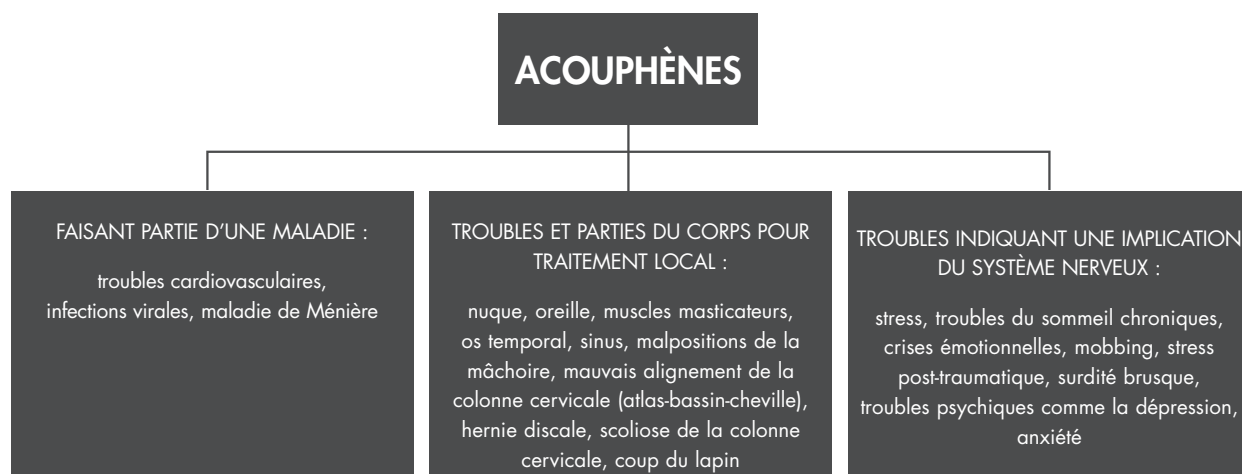 ACOUPHÈNES
FAISANT PARTIE D’UNE MALADIE :
troubles cardiovasculaires,
infections virales, maladie de Ménière
TROUBLES ET PARTIES DU CORPS POUR
TRAITEMENT LOCAL :
nuque, oreille, muscles masticateurs,
os temporal, sinus, malpositions de la
mâchoire, mauvais alignement de la
colonne cervicale (atlas-bassin-cheville),
hernie discale, scoliose de la colonne
cervicale, coup du lapin
TROUBLES INDIQUANT UNE IMPLICATION
DU SYSTÈME NERVEUX :
stress, troubles du sommeil chroniques,
crises émotionnelles, mobbing, stress
post-traumatique, surdité brusque,
troubles psychiques comme la dépression,
anxiété